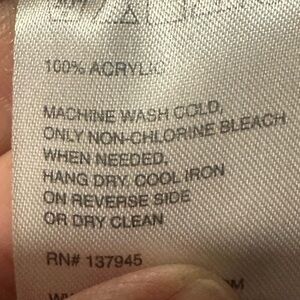 100% ACRYLIC
MACHINE WASH COLD,
ONLY NON-CHLORINE BLEACH
WHEN NEEDED,
HANG DRY. COOL IRON
ON REVERSE SIDE
OR DRY CLEAN
RN# 137945